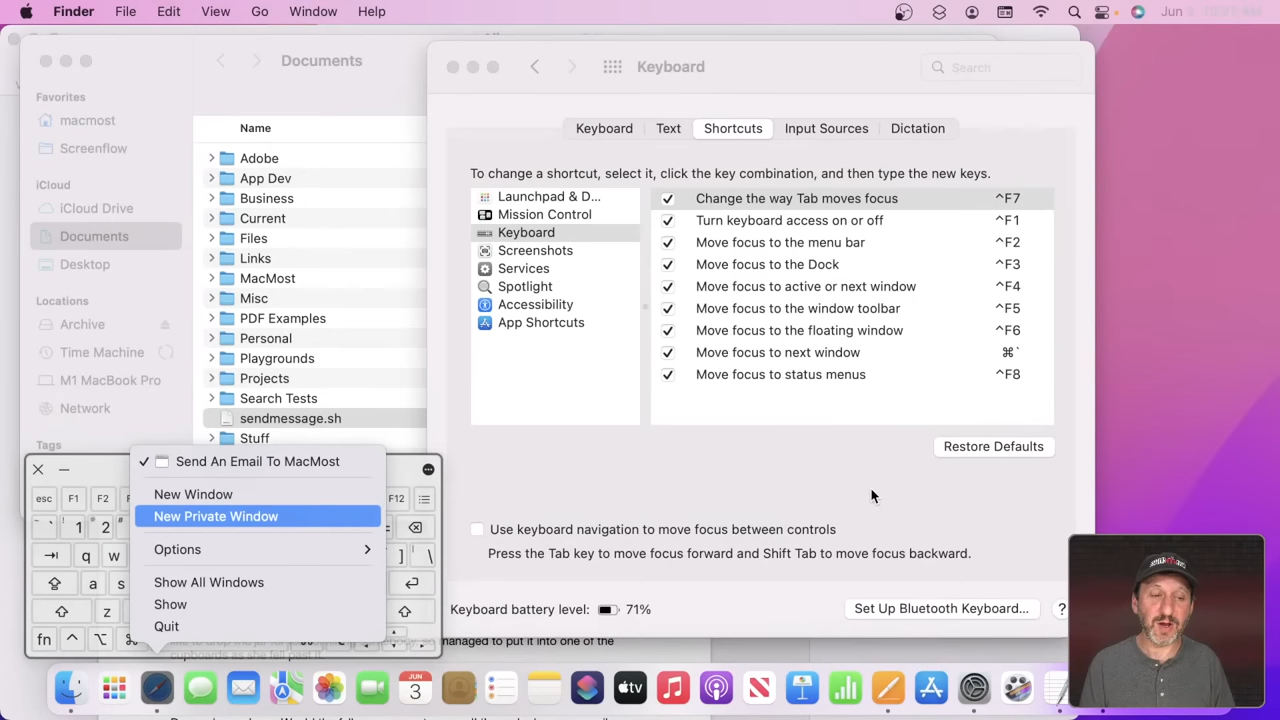 Finder File Edit View Go Window Help Jun
Documents
Favorites
macmost
Screenflow
iCloud
iCloud Drive
Documents
Desktop
Locations
Archive
Time Machine
M1 MacBook Pro
Network
Tags
Name
Adobe
App Dev
Business
Current
Files
Links
MacMost
Misc
PDF Examples
Personal
Playgrounds
Projects
Search Tests
sendmessage.sh
Stuff
Keyboard
Search
Keyboard Text Shortcuts Input Sources Dictation
To change a shortcut, select it, click the key combination, and then type the new keys.
Launchpad & D...
Mission Control
Keyboard
Screenshots
Services
Spotlight
Accessibility
App Shortcuts
Change the way Tab moves focus ^F7
Turn keyboard access on or off ^F1
Move focus to the menu bar ^F2
Move focus to the Dock ^F3
Move focus to active or next window ^F4
Move focus to the window toolbar ^F5
Move focus to the floating window ^F6
Move focus to next window ⌘`
Move focus to status menus ^F8
Restore Defaults
Use keyboard navigation to move focus between controls
Press the Tab key to move focus forward and Shift Tab to move focus backward.
Keyboard battery level: 71%
Set Up Bluetooth Keyboard... ?
Send An Email To MacMost
New Window
New Private Window
Options
Show All Windows
Show
Quit
esc F1 F2 F12
~ ` ! 1 @ 2 #
q w ] \
a s
z
fn ^ ⌥ ⌘
managed to put it into one of the
cupboards as she fell past it.
JUN
3
tv